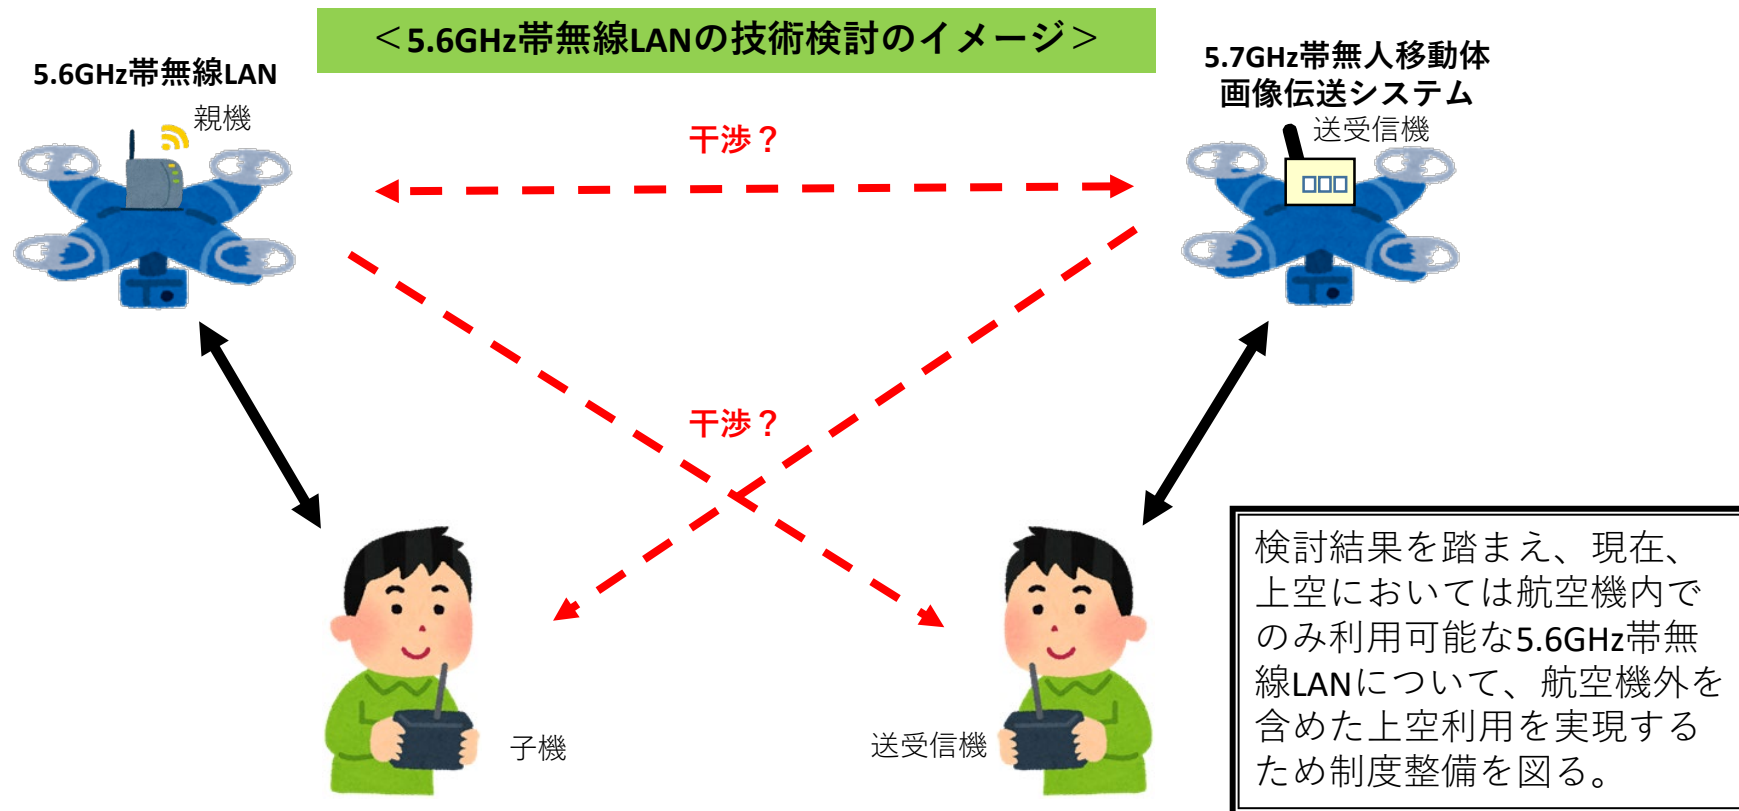 ＜5.6GHz帯無線LANの技術検討のイメージ＞
5.6GHz帯無線LAN
親機
5.7GHz帯無人移動体
画像伝送システム
送受信機
干渉？
干渉？
子機
送受信機
検討結果を踏まえ、現在、
上空においては航空機内で
のみ利用可能な5.6GHz帯無
線LANについて、航空機外を
含めた上空利用を実現する
ため制度整備を図る。